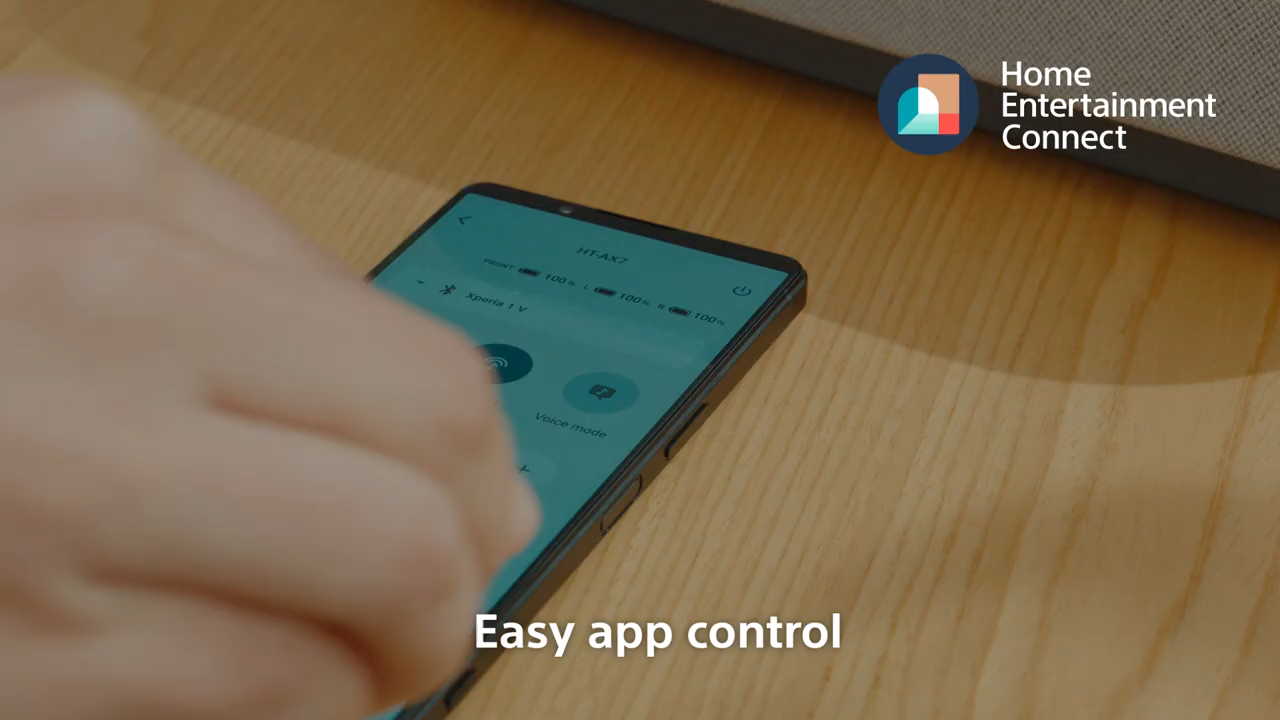 Home
Entertainment
Connect
HT-AX7
FRONT 100% L 100% R 100%
Xperia 1 V
Voice mode
+
Easy app control